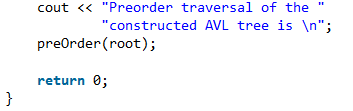 cout << "Preorder traversal of the "
"constructed AVL tree is \n";
preOrder(root);
return 0;
}